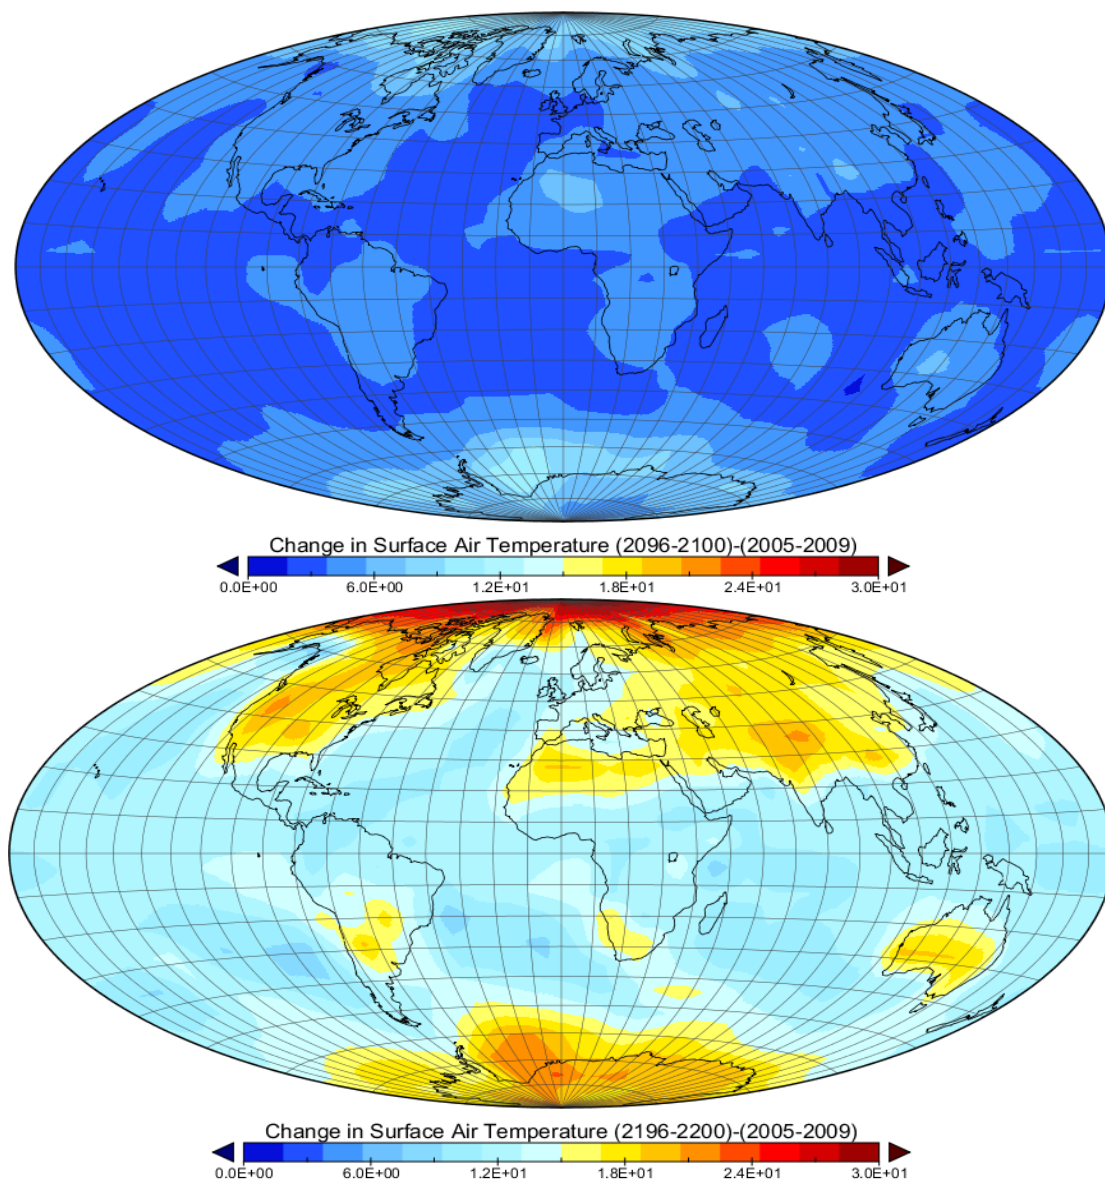 Change in Surface Air Temperature (2096-2100)-(2005-2009)
0.0E+00 6.0E+00 1.2E+01 1.8E+01 2.4E+01 3.0E+01
Change in Surface Air Temperature (2196-2200)-(2005-2009)
0.0E+00 6.0E+00 1.2E+01 1.8E+01 2.4E+01 3.0E+01